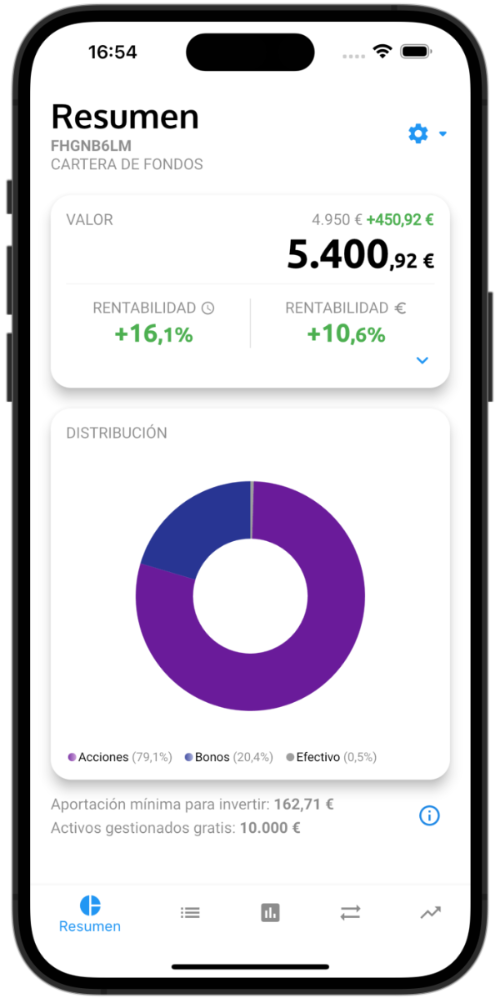 16:54
Resumen
FHGNB6LM
CARTERA DE FONDOS
VALOR 4.950 € +450,92 €
5.400,92 €
RENTABILIDAD RENTABILIDAD €
+16,1% +10,6%
DISTRIBUCIÓN
Acciones (79,1%) Bonos (20,4%) Efectivo (0,5%)
Aportación mínima para invertir: 162,71 €
Activos gestionados gratis: 10.000 €
Resumen